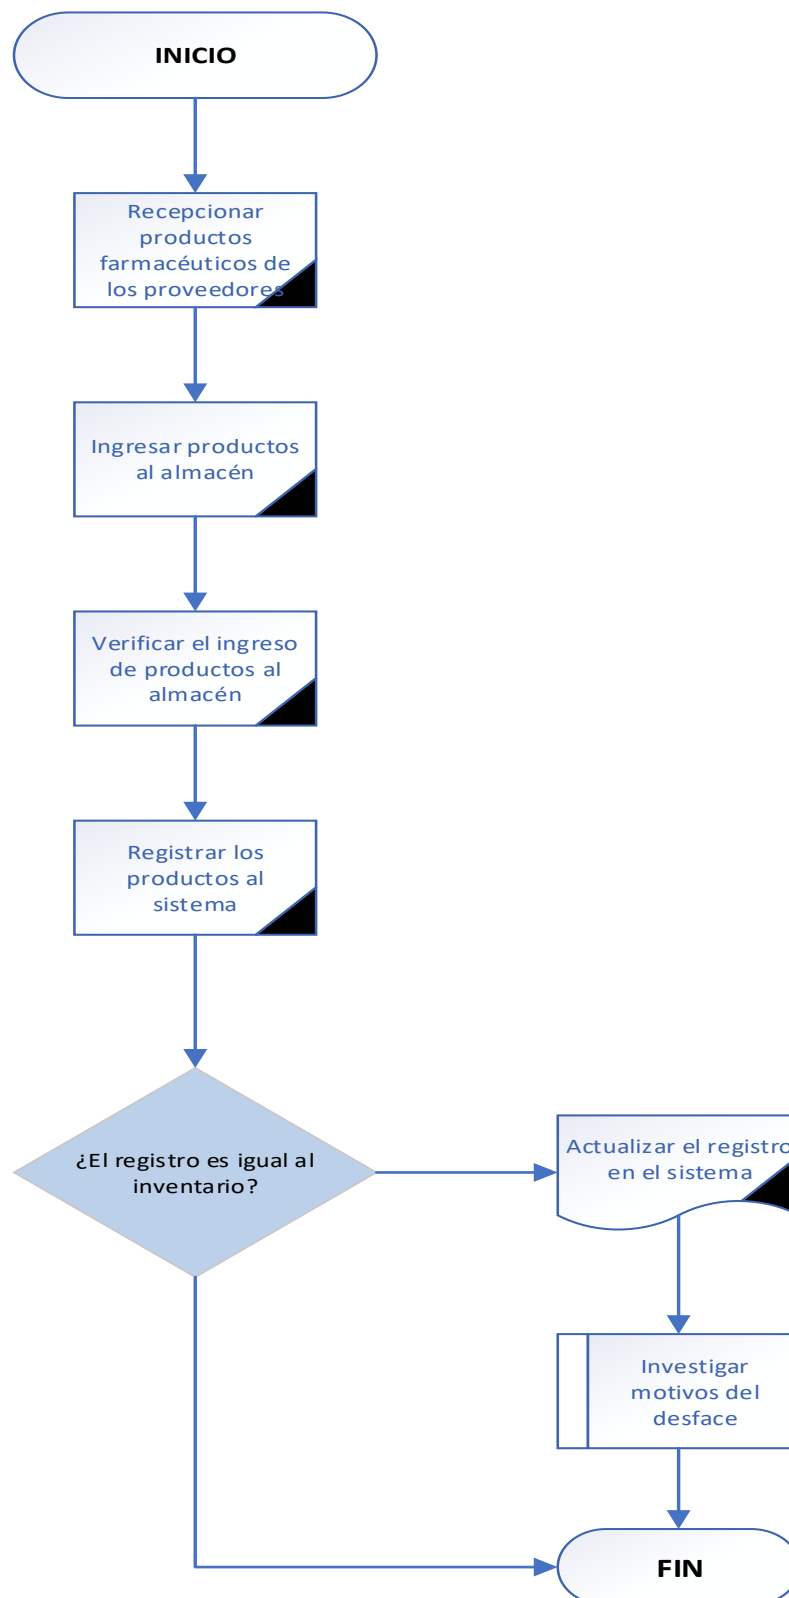 INICIO
Recepcionar
productos
farmacéuticos de
los proveedores
Ingresar productos
al almacén
Verificar el ingreso
de productos al
almacén
Registrar los
productos al
sistema
¿El registro es igual al
inventario?
Actualizar el registro
en el sistema
Investigar
motivos del
desface
FIN